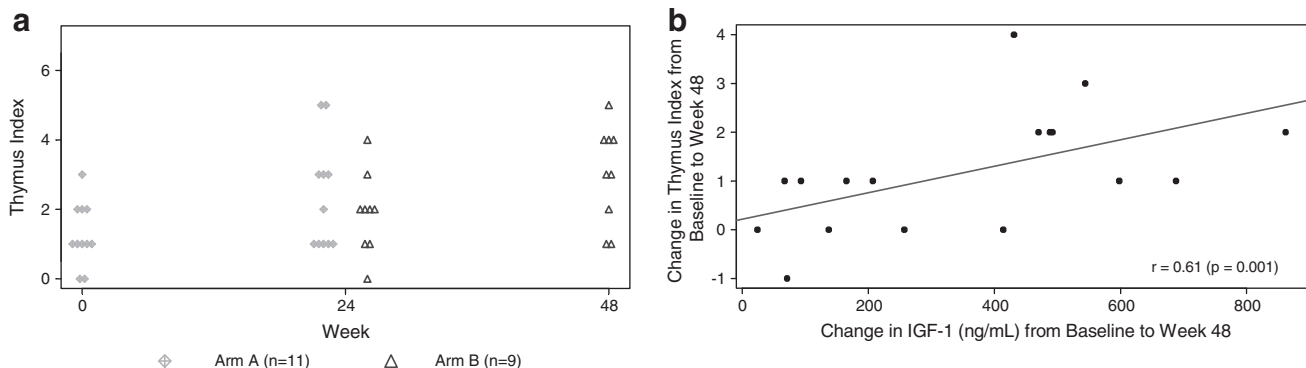 a
Thymus Index
6
4
2
0
0
24
48
Week
Arm A (n=11)
Arm B (n=9)
b
Change in Thymus Index from
Baseline to Week 48
4
3
2
1
0
-1
r = 0.61 (p = 0.001)
0
200
400
600
800
Change in IGF-1 (ng/mL) from Baseline to Week 48